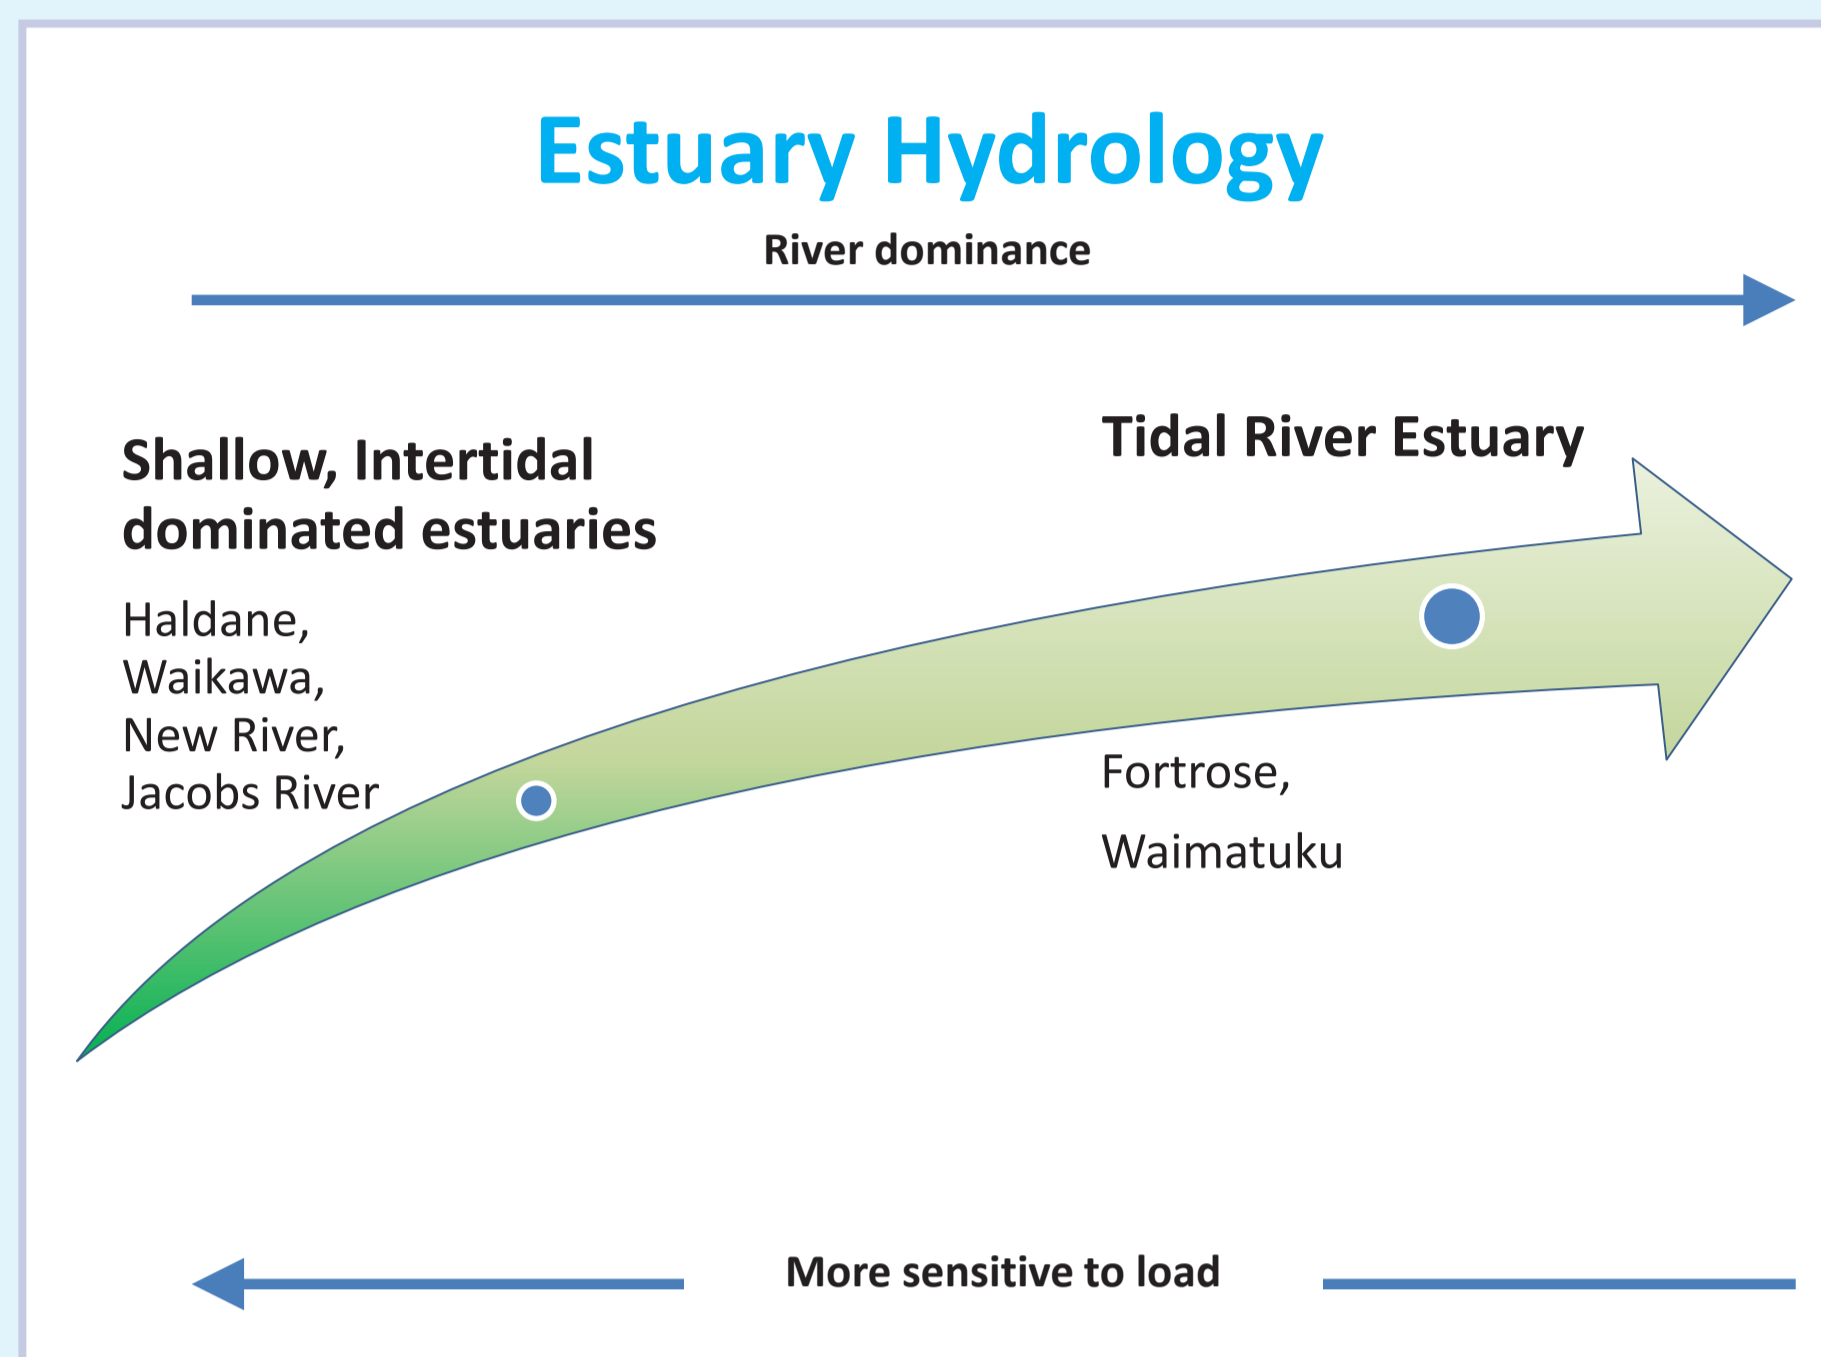 Estuary Hydrology
River dominance
Shallow, Intertidal
dominated estuaries
Haldane,
Waikawa,
New River,
Jacobs River
Tidal River Estuary
Fortrose,
Waimatuku
More sensitive to load